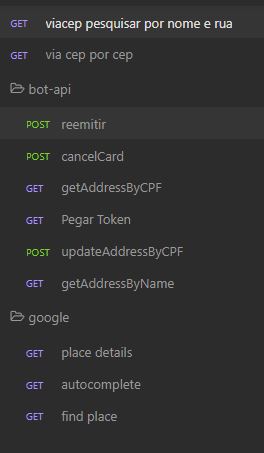 GET viacep pesquisar por nome e rua
GET via cep por cep
bot-api
POST reemitir
POST cancelCard
GET getAddressByCPF
GET Pegar Token
POST updateAddressByCPF
GET getAddressByName
google
GET place details
GET autocomplete
GET find place